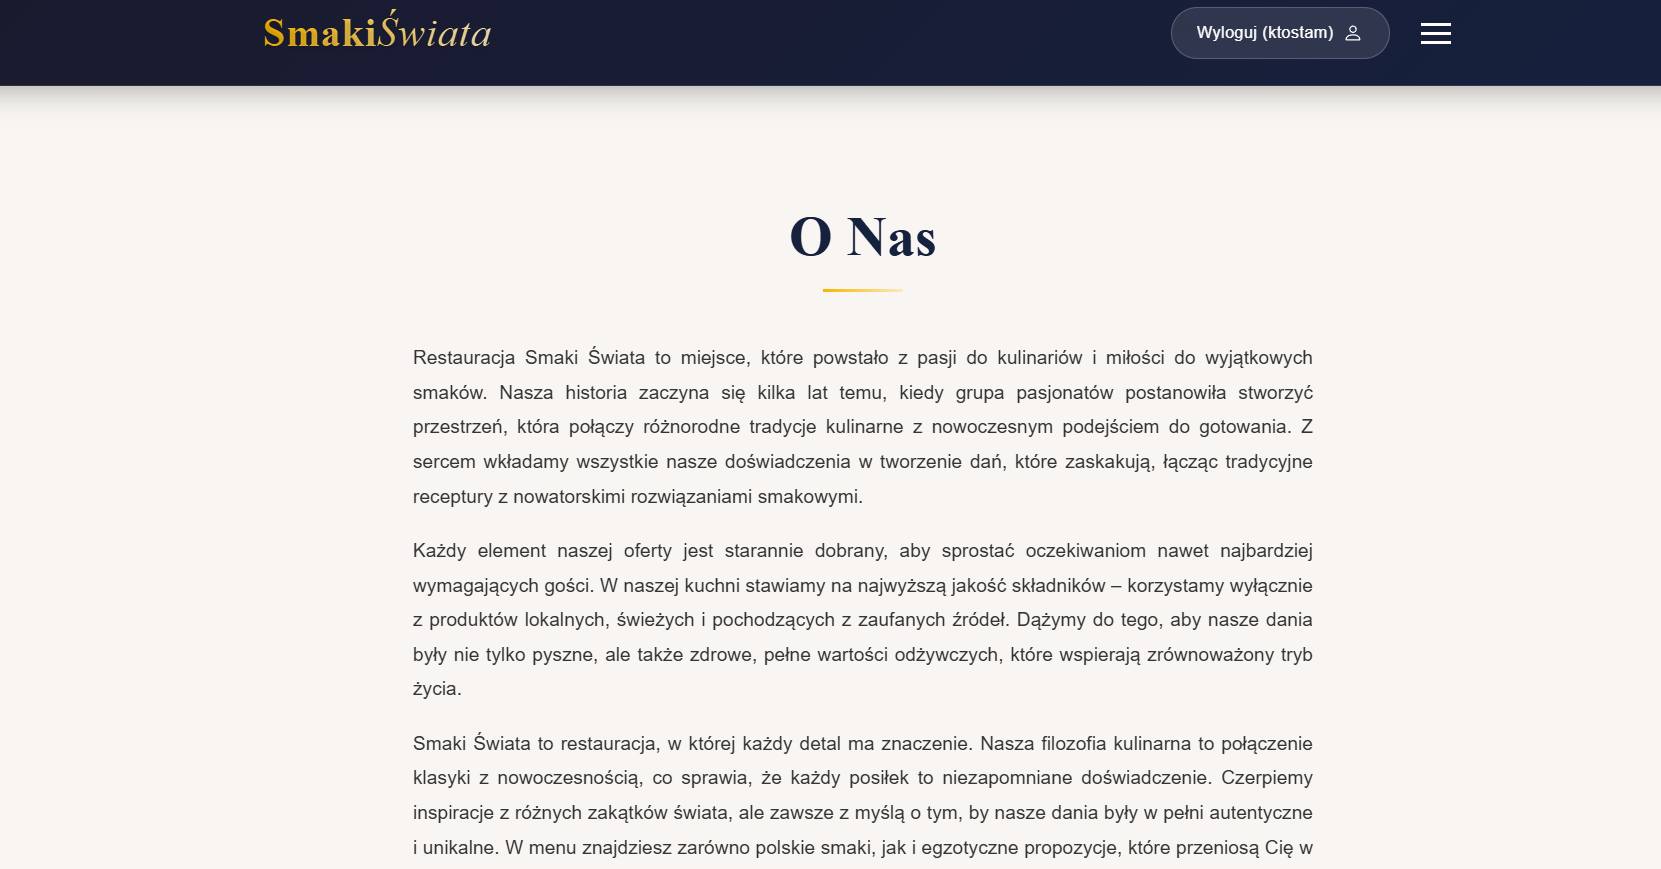 SmakiŚwiata
Wyloguj (ktostam)
O Nas
Restauracja Smaki Świata to miejsce, które powstało z pasji do kulinariów i miłości do wyjątkowych
smaków. Nasza historia zaczyna się kilka lat temu, kiedy grupa pasjonatów postanowiła stworzyć
przestrzeń, która połączy różnorodne tradycje kulinarne z nowoczesnym podejściem do gotowania. Z
sercem wkładamy wszystkie nasze doświadczenia w tworzenie dań, które zaskakują, łącząc tradycyjne
receptury z nowatorskimi rozwiązaniami smakowymi.
Każdy element naszej oferty jest starannie dobrany, aby sprostać oczekiwaniom nawet najbardziej
wymagających gości. W naszej kuchni stawiamy na najwyższą jakość składników – korzystamy wyłącznie
z produktów lokalnych, świeżych i pochodzących z zaufanych źródeł. Dążymy do tego, aby nasze dania
były nie tylko pyszne, ale także zdrowe, pełne wartości odżywczych, które wspierają zrównoważony tryb
życia.
Smaki Świata to restauracja, w której każdy detal ma znaczenie. Nasza filozofia kulinarna to połączenie
klasyki z nowoczesnością, co sprawia, że każdy posiłek to niezapomniane doświadczenie. Czerpiemy
inspiracje z różnych zakątków świata, ale zawsze z myślą o tym, by nasze dania były w pełni autentyczne
i unikalne. W menu znajdziesz zarówno polskie smaki, jak i egzotyczne propozycje, które przeniosą Cię w